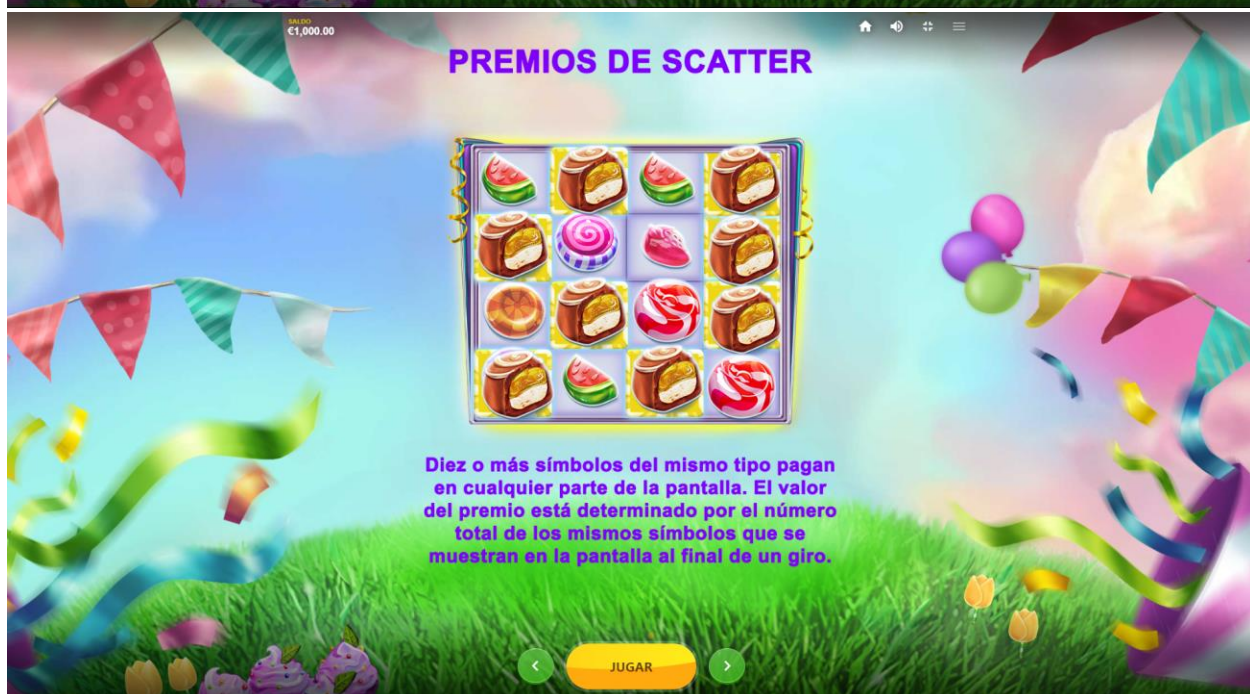 SALDO
€1,000.00
PREMIOS DE SCATTER
Diez o más símbolos del mismo tipo pagan
en cualquier parte de la pantalla. El valor
del premio está determinado por el número
total de los mismos símbolos que se
muestran en la pantalla al final de un giro.
JUGAR